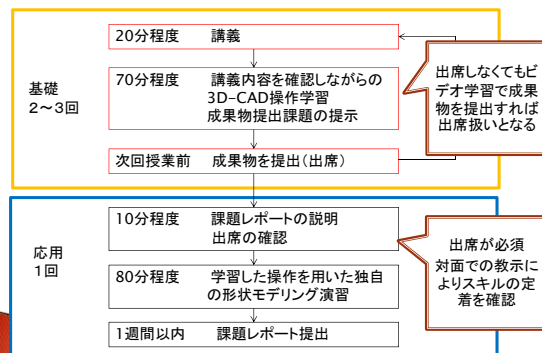 20分程度 講義
基礎
2~3回
70分程度 講義内容を確認しながらの
3D-CAD操作学習
成果物提出課題の提示
出席しなくてもビ
デオ学習で成果
物を提出すれば
出席扱いとなる
次回授業前 成果物を提出(出席)
応用
1回
10分程度 課題レポートの説明
出席の確認
80分程度 学習した操作を用いた独自
の形状モデリング演習
出席が必須
対面での教示に
よりスキルの定
着を確認
1週間以内 課題レポート提出